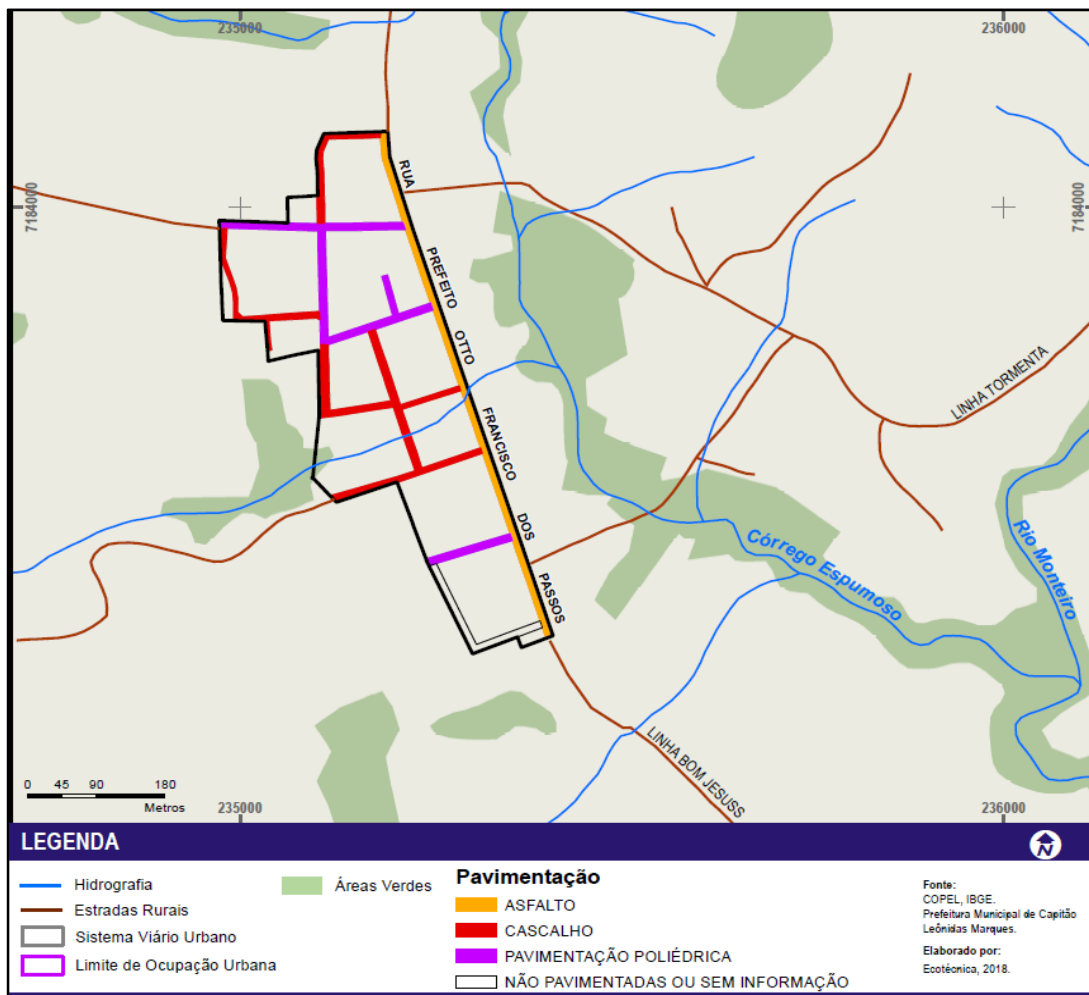 235000
236000
7184000
7184000
RUA
PREFEITO
OTTO
FRANCISCO
DOS
PASSOS
LINHA TORMENTA
Rio Monteiro
Córrego Espumoso
LINHA BOM JESUSS
0 45 90 180
Metros
235000
236000
LEGENDA
N
Hidrografia
Estradas Rurais
Sistema Viário Urbano
Limite de Ocupação Urbana
Áreas Verdes
Pavimentação
ASFALTO
CASCALHO
PAVIMENTAÇÃO POLIÉDRICA
NÃO PAVIMENTADAS OU SEM INFORMAÇÃO
Fonte:
COPEL, IBGE.
Prefeitura Municipal de Capitão
Leônidas Marques.
Elaborado por:
Ecotécnica, 2018.